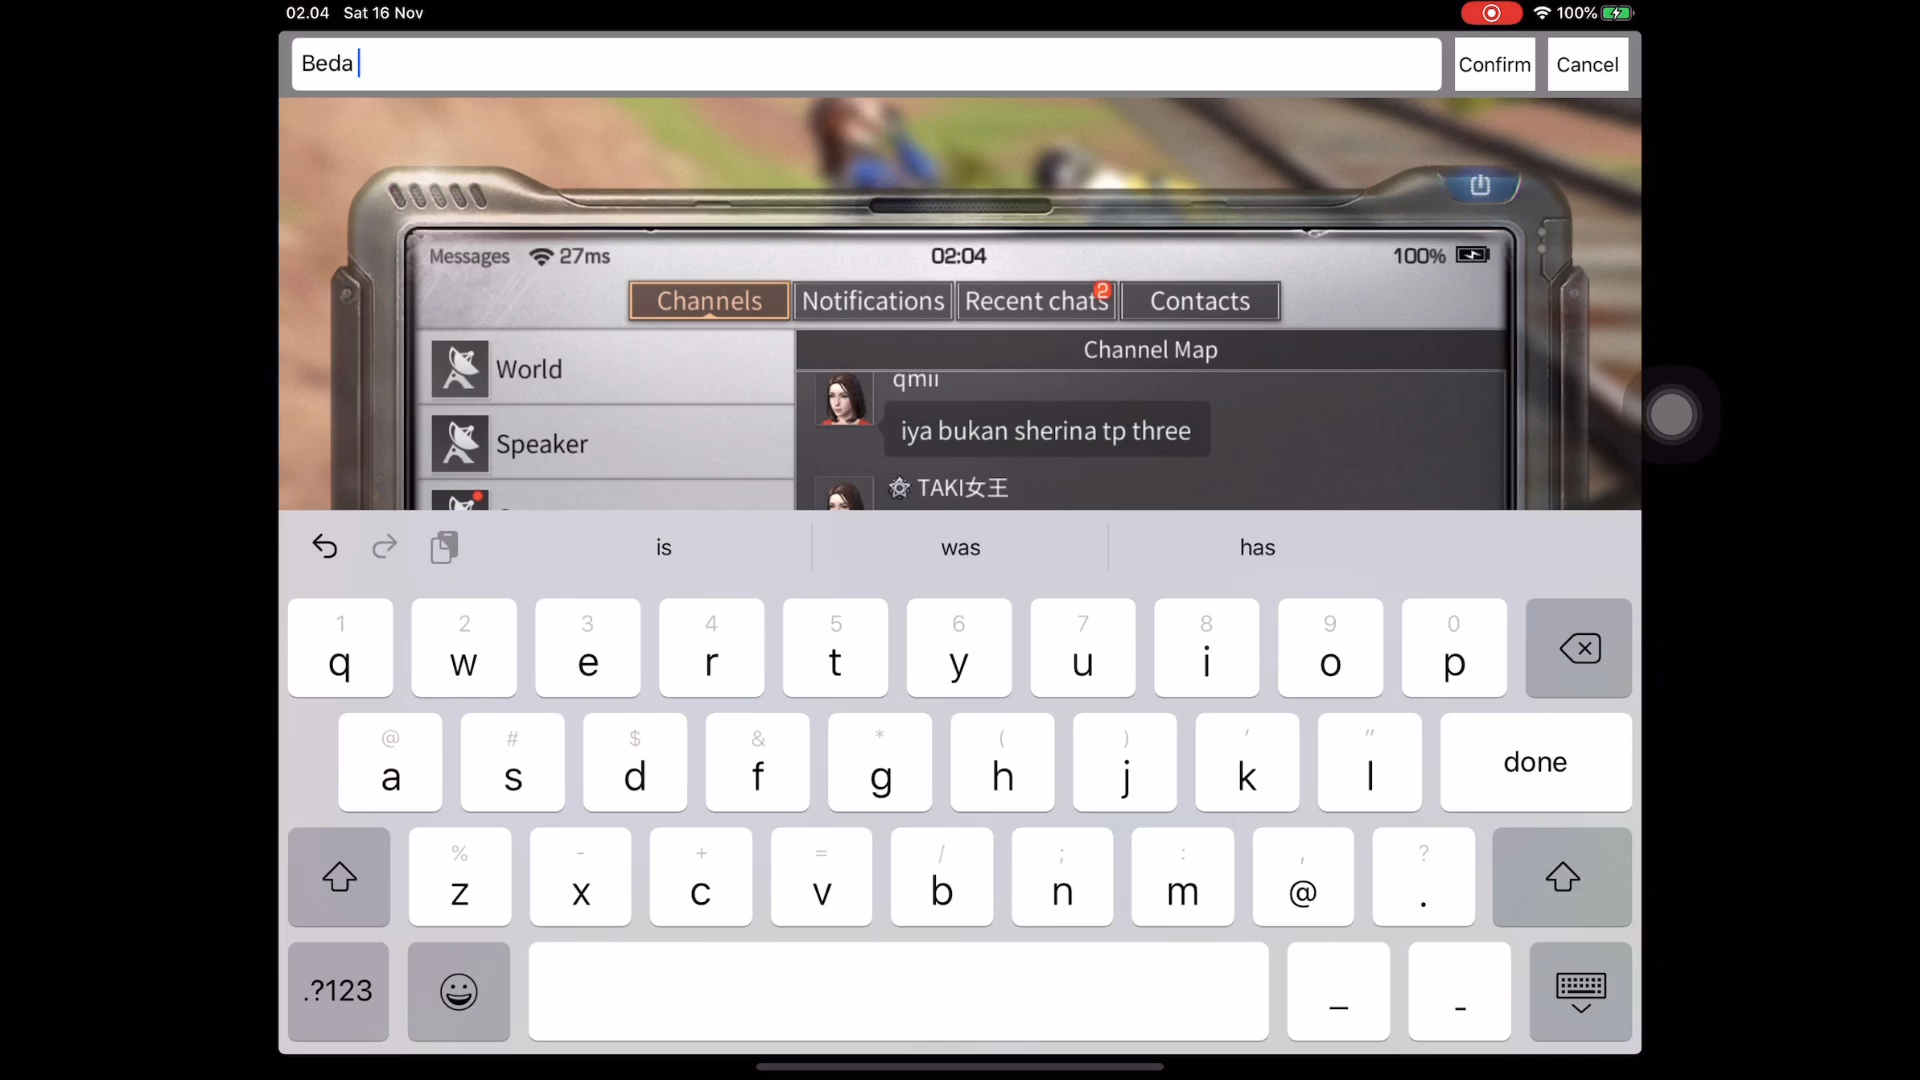 02.04 Sat 16 Nov
100%
Beda
Confirm
Cancel
Messages 27ms
02:04
100%
Channels
Notifications
Recent chats
2
Contacts
World
Channel Map
qmii
iya bukan sherina tp three
Speaker
TAKI女王
is
was
has
1 2 3 4 5 6 7 8 9 0
q w e r t y u i o p
@ # $ & * ( ) ' "
a s d f g h j k l done
% - + = / ; : , ?
z x c v b n m @ .
.?123 _ -